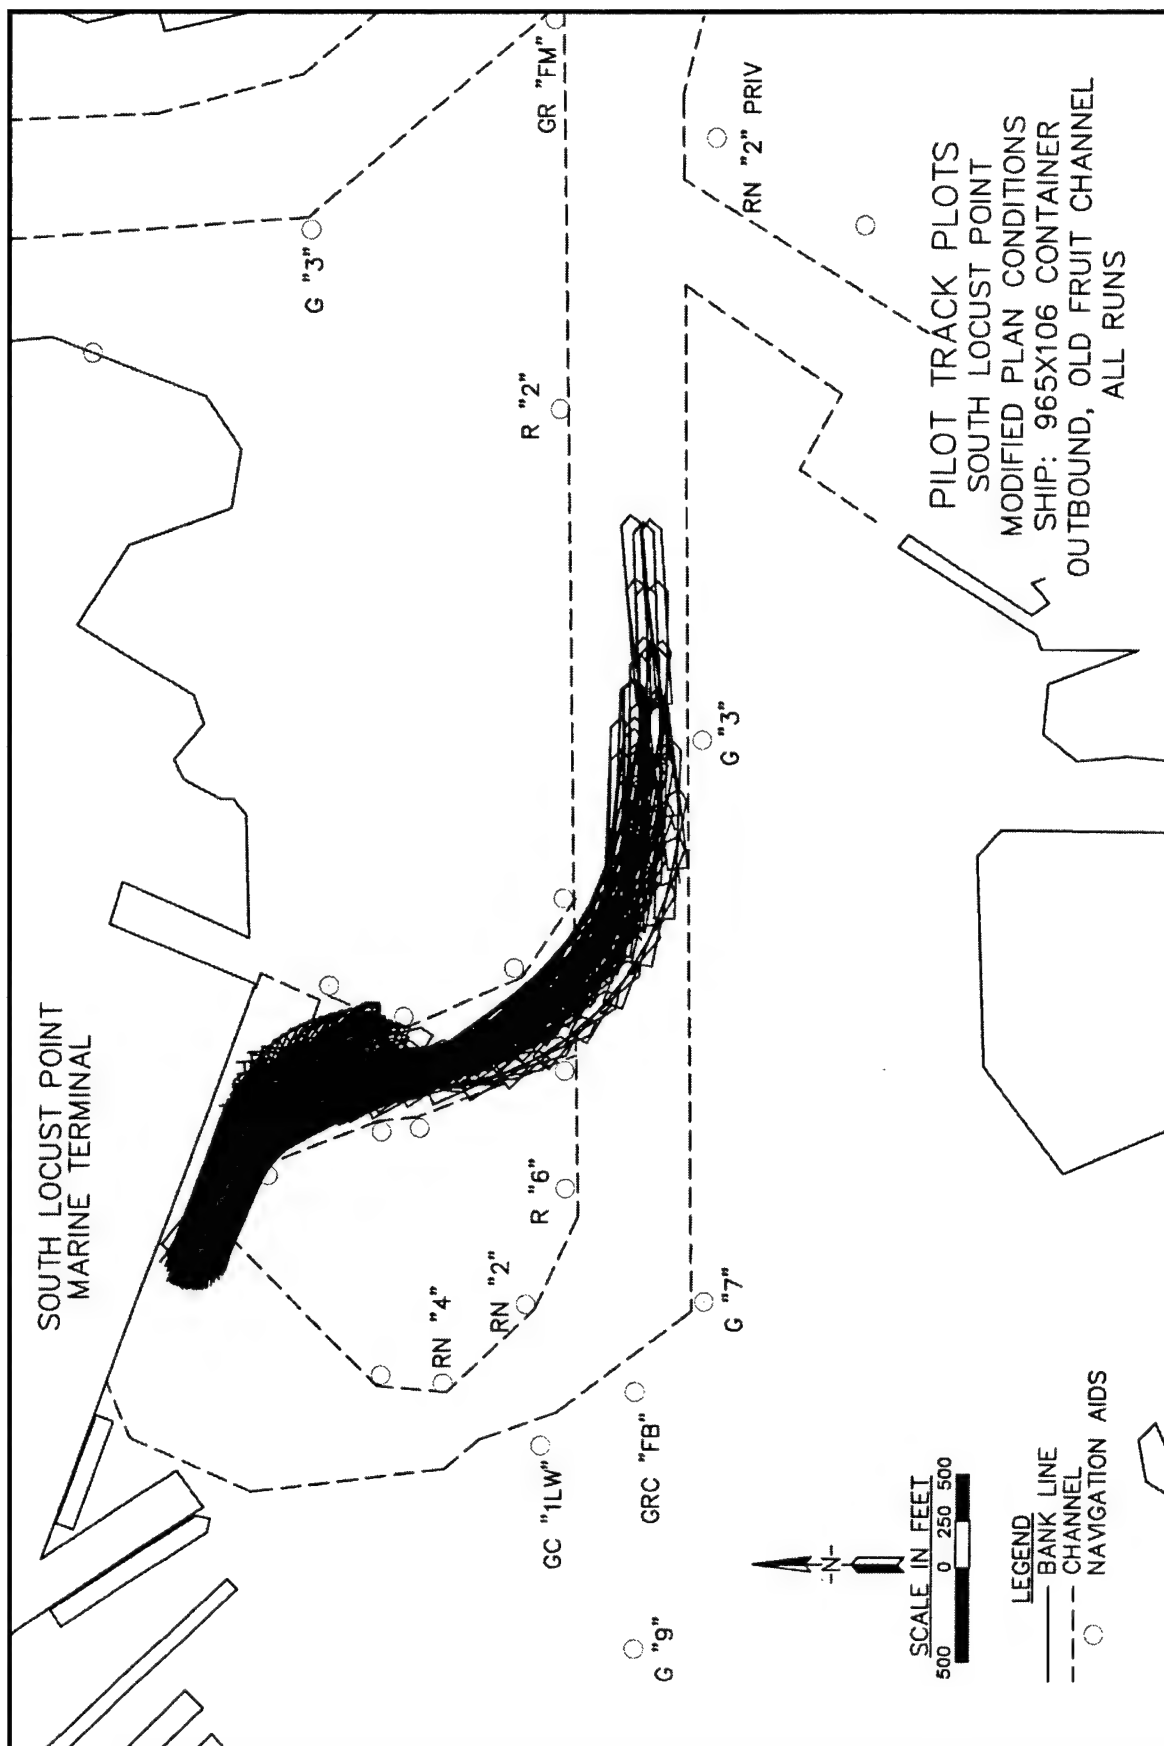 SOUTH LOCUST POINT
MARINE TERMINAL
GR "FM"
G "3"
RN "2" PRIV
R "2"
G "3"
R "6"
RN "2"
RN "4"
G "7"
GC "1LW"
GRC "FB"
G "9"
PILOT TRACK PLOTS
SOUTH LOCUST POINT
MODIFIED PLAN CONDITIONS
SHIP: 965X106 CONTAINER
OUTBOUND, OLD FRUIT CHANNEL
ALL RUNS
-N-
SCALE IN FEET
500 0 250 500
LEGEND
BANK LINE
CHANNEL
NAVIGATION AIDS